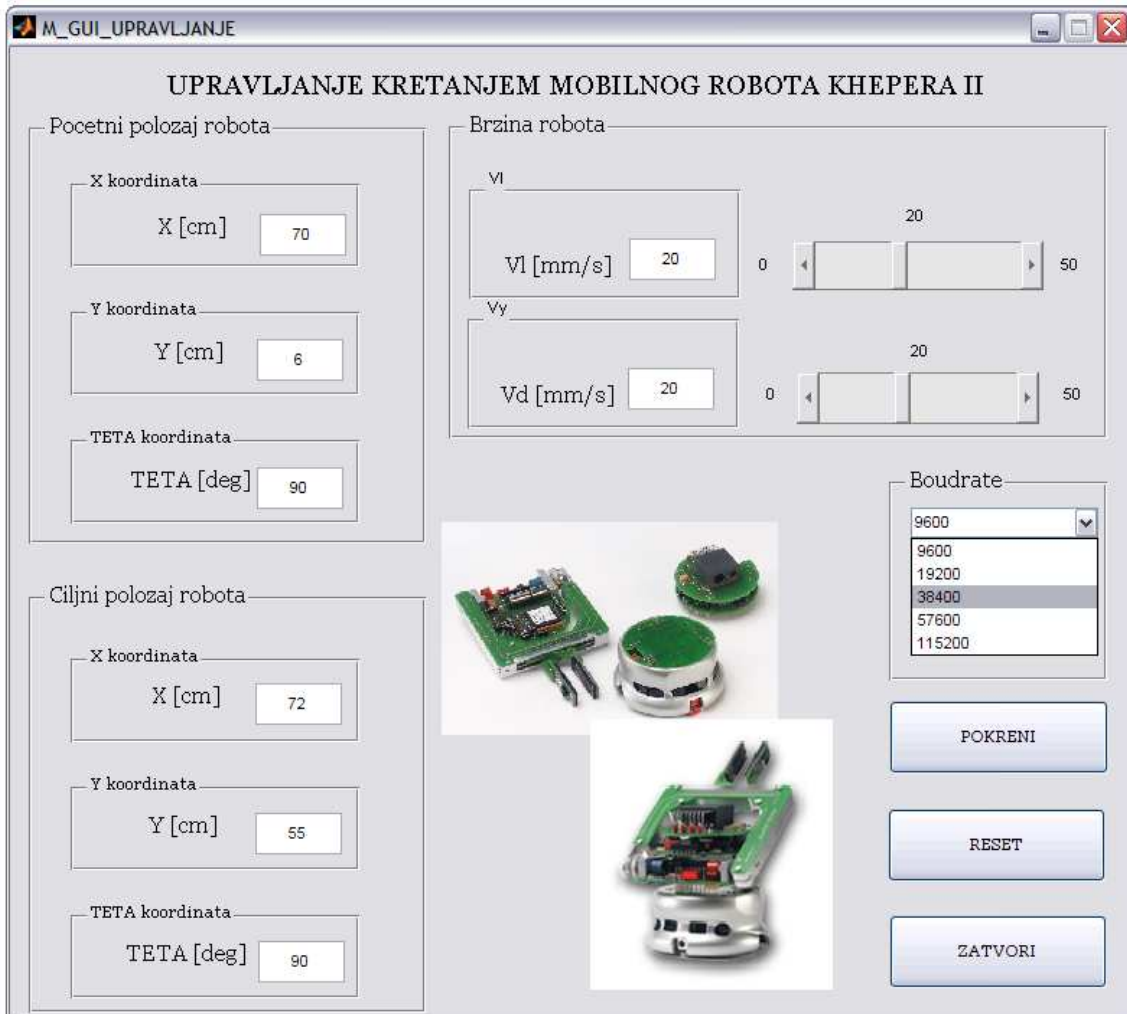 M_GUI_UPRAVLJANJE
UPRAVLJANJE KRETANJEM MOBILNOG ROBOTA KHEPERA II
Pocetni polozaj robota
X koordinata
X [cm]
70
Y koordinata
Y [cm]
6
TETA koordinata
TETA [deg]
90
Brzina robota
Vl
Vl [mm/s]
20
0
20
50
Vy
Vd [mm/s]
20
0
20
50
Ciljni polozaj robota
X koordinata
X [cm]
72
Y koordinata
Y [cm]
55
TETA koordinata
TETA [deg]
90
Boudrate
9600
9600
19200
38400
57600
115200
POKRENI
RESET
ZATVORI